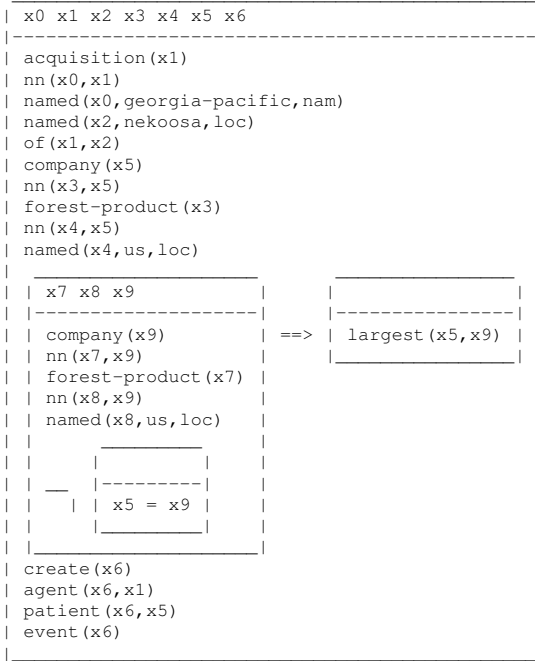 x0 x1 x2 x3 x4 x5 x6
acquisition(x1)
nn(x0,x1)
named(x0,georgia-pacific,nam)
named(x2,nekoosa,loc)
of(x1,x2)
company(x5)
nn(x3,x5)
forest-product(x3)
nn(x4,x5)
named(x4,us,loc)
x7 x8 x9
company(x9) ==> largest(x5,x9)
nn(x7,x9)
forest-product(x7)
nn(x8,x9)
named(x8,us,loc)
x5 = x9
create(x6)
agent(x6,x1)
patient(x6,x5)
event(x6)